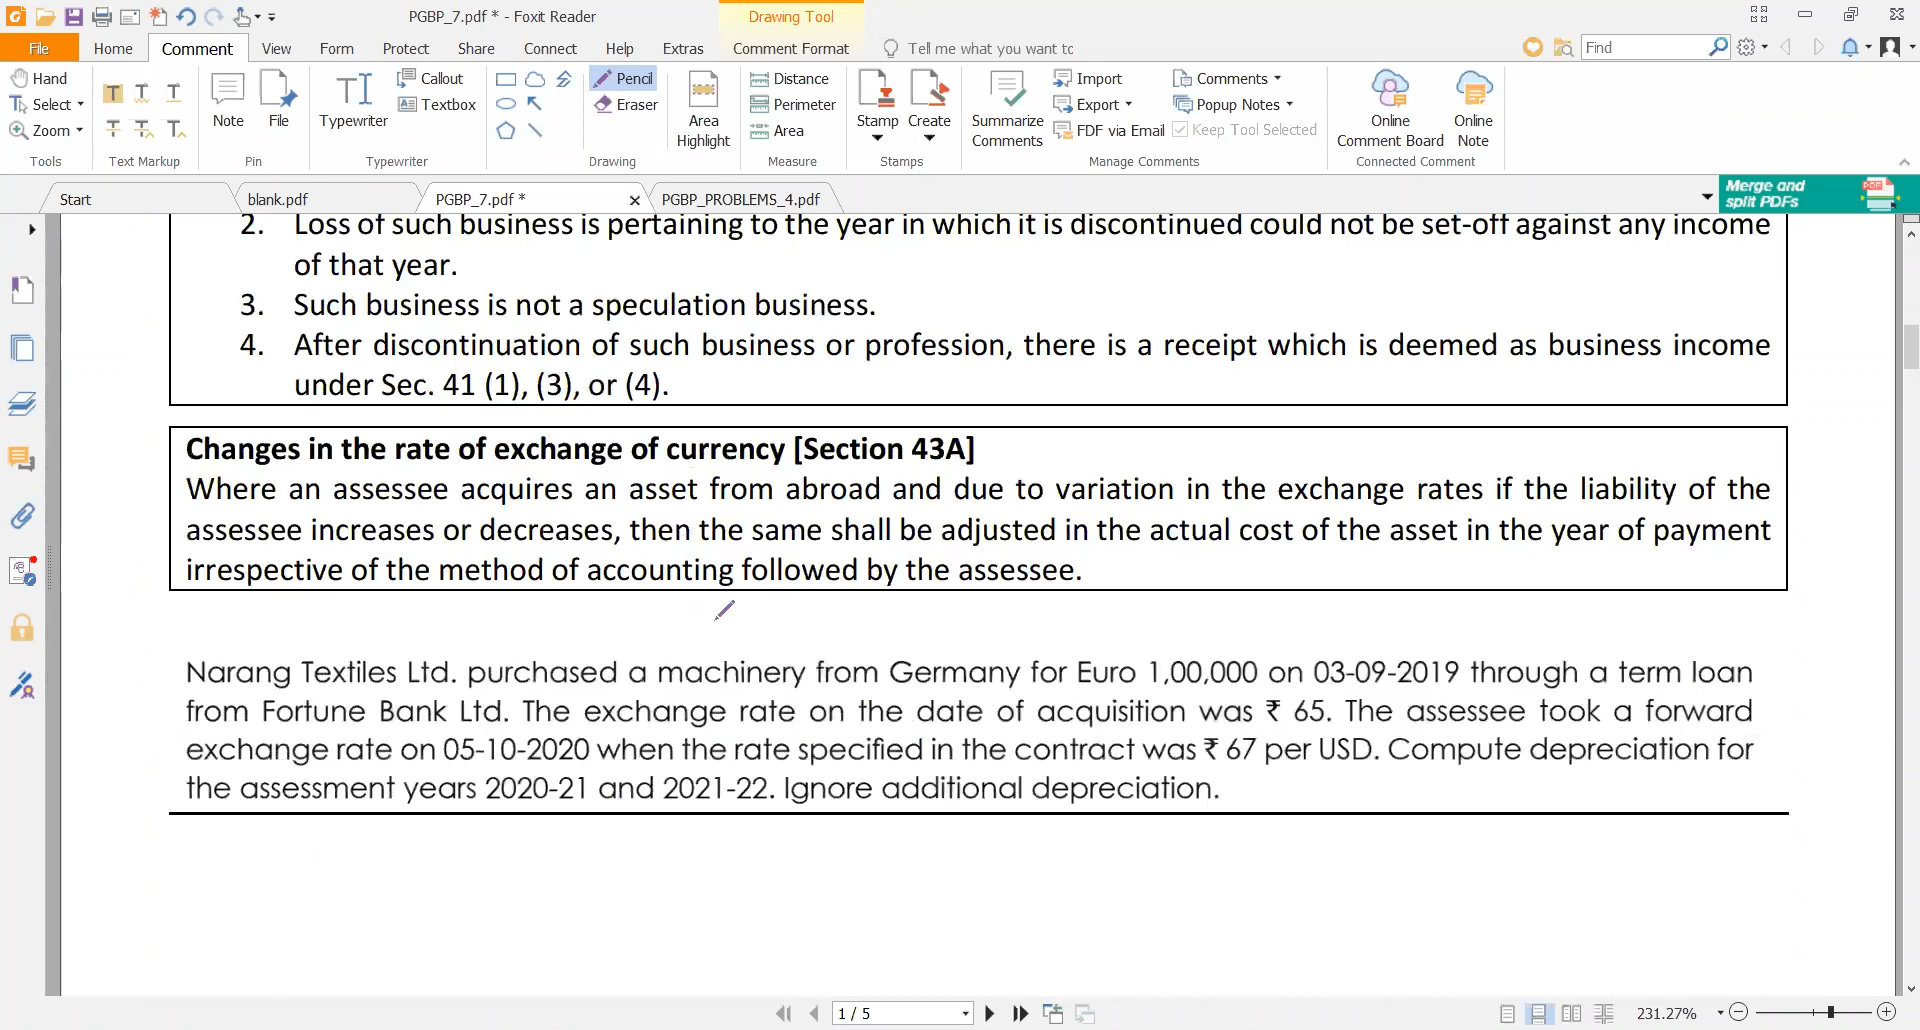 PGBP_7.pdf * - Foxit Reader
Drawing Tool
File Home Comment View Form Protect Share Connect Help Extras Comment Format Tell me what you want to Find
Hand
Select
Zoom
Tools
Text Markup
Note
File
Pin
Typewriter
Callout
Textbox
Typewriter
Pencil
Eraser
Drawing
Area
Highlight
Distance
Perimeter
Area
Measure
Stamp
Create
Stamps
Summarize
Comments
Import
Export
FDF via Email
Comments
Popup Notes
Keep Tool Selected
Manage Comments
Online
Comment Board
Online
Note
Connected Comment
Start
blank.pdf
PGBP_7.pdf *
PGBP_PROBLEMS_4.pdf
Merge and
split PDFs
PDF
2. Loss of such business is pertaining to the year in which it is discontinued could not be set-off against any income
of that year.
3. Such business is not a speculation business.
4. After discontinuation of such business or profession, there is a receipt which is deemed as business income
under Sec. 41 (1), (3), or (4).
Changes in the rate of exchange of currency [Section 43A]
Where an assessee acquires an asset from abroad and due to variation in the exchange rates if the liability of the
assessee increases or decreases, then the same shall be adjusted in the actual cost of the asset in the year of payment
irrespective of the method of accounting followed by the assessee.
Narang Textiles Ltd. purchased a machinery from Germany for Euro 1,00,000 on 03-09-2019 through a term loan
from Fortune Bank Ltd. The exchange rate on the date of acquisition was ₹ 65. The assessee took a forward
exchange rate on 05-10-2020 when the rate specified in the contract was ₹ 67 per USD. Compute depreciation for
the assessment years 2020-21 and 2021-22. Ignore additional depreciation.
1 / 5
231.27%